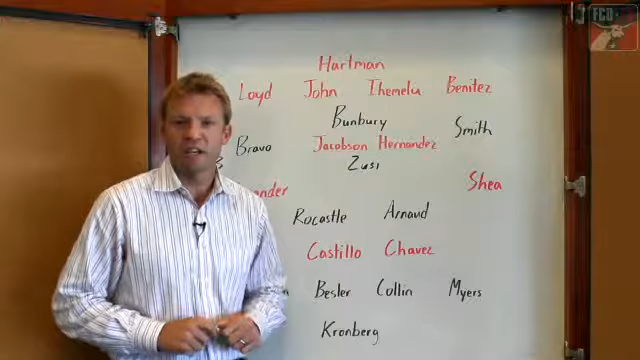 FCD
Hartman
Loyd John Ihemelu Benitez
Bunbury
Smith
Bravo Jacobson Hernandez
Zusi
Shea
Rocastle Arnaud
Castillo Chavez
Besler Collin Myers
Kronberg